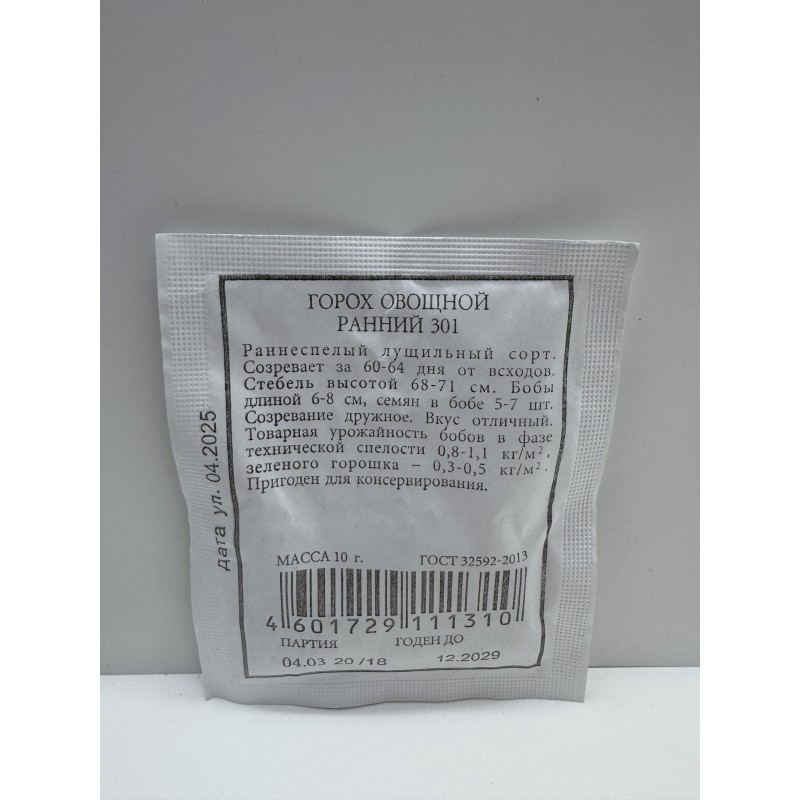 ГОРОХ ОВОЩНОЙ
РАННИЙ 301
Раннеспелый лущильный сорт.
Созревает за 60-64 дня от всходов.
Стебель высотой 68-71 см. Бобы
длиной 6-8 см, семян в бобе 5-7 шт.
Созревание дружное. Вкус отличный.
Товарная урожайность бобов в фазе
технической спелости 0,8-1,1 кг/м²,
зеленого горошка – 0,3-0,5 кг/м².
Пригоден для консервирования.
дата уп. 04.2025
МАССА 10 г. ГОСТ 32592-2013
4 601729 111310
ПАРТИЯ ГОДЕН ДО
04.03 20/18 12.2029